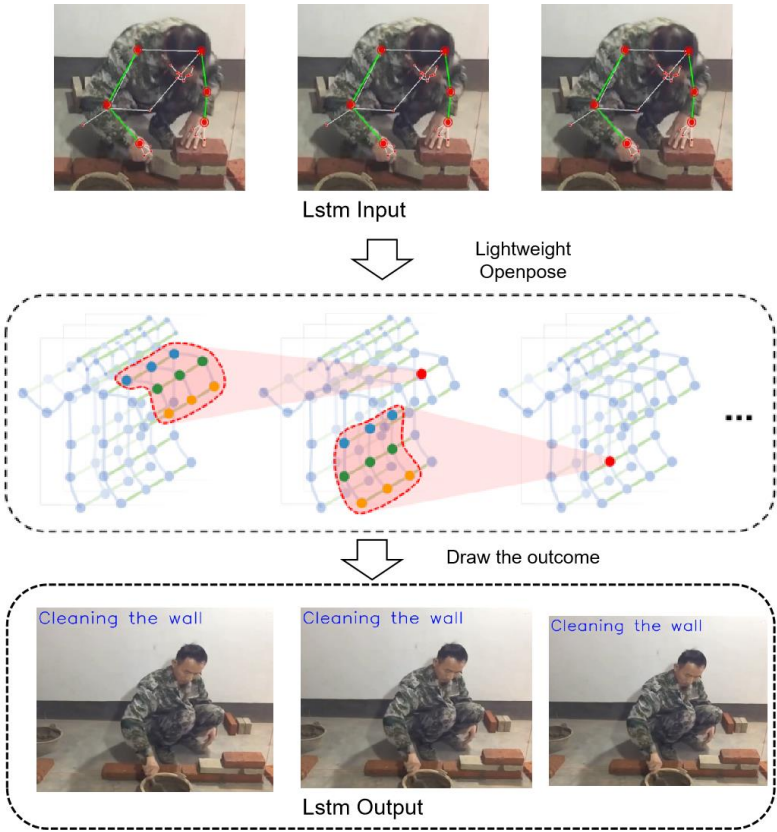 Lstm Input
Lightweight
Openpose
...
Draw the outcome
Cleaning the wall
Cleaning the wall
Cleaning the wall
Lstm Output